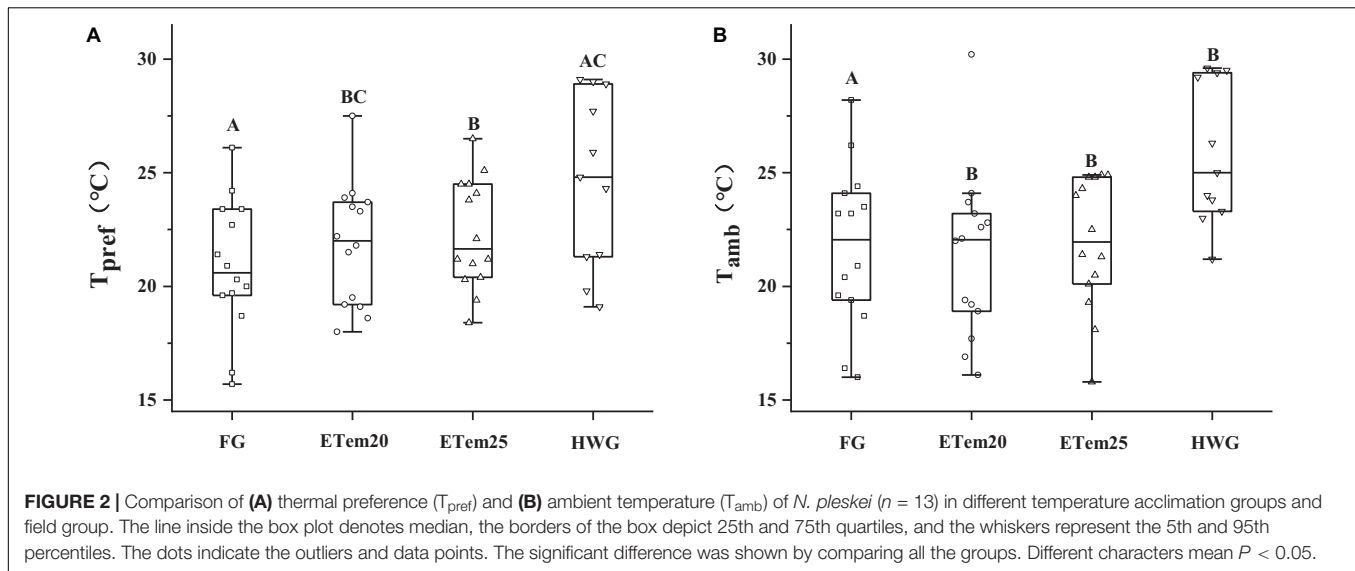 A
B
30
25
20
15
T_pref (°C)
A
BC
B
AC
FG
ETem20
ETem25
HWG
30
25
20
15
T_amb (°C)
A
B
B
B
FG
ETem20
ETem25
HWG
FIGURE 2 | Comparison of (A) thermal preference (T_pref) and (B) ambient temperature (T_amb) of N. pleskei (n = 13) in different temperature acclimation groups and
field group. The line inside the box plot denotes median, the borders of the box depict 25th and 75th quartiles, and the whiskers represent the 5th and 95th
percentiles. The dots indicate the outliers and data points. The significant difference was shown by comparing all the groups. Different characters mean P < 0.05.